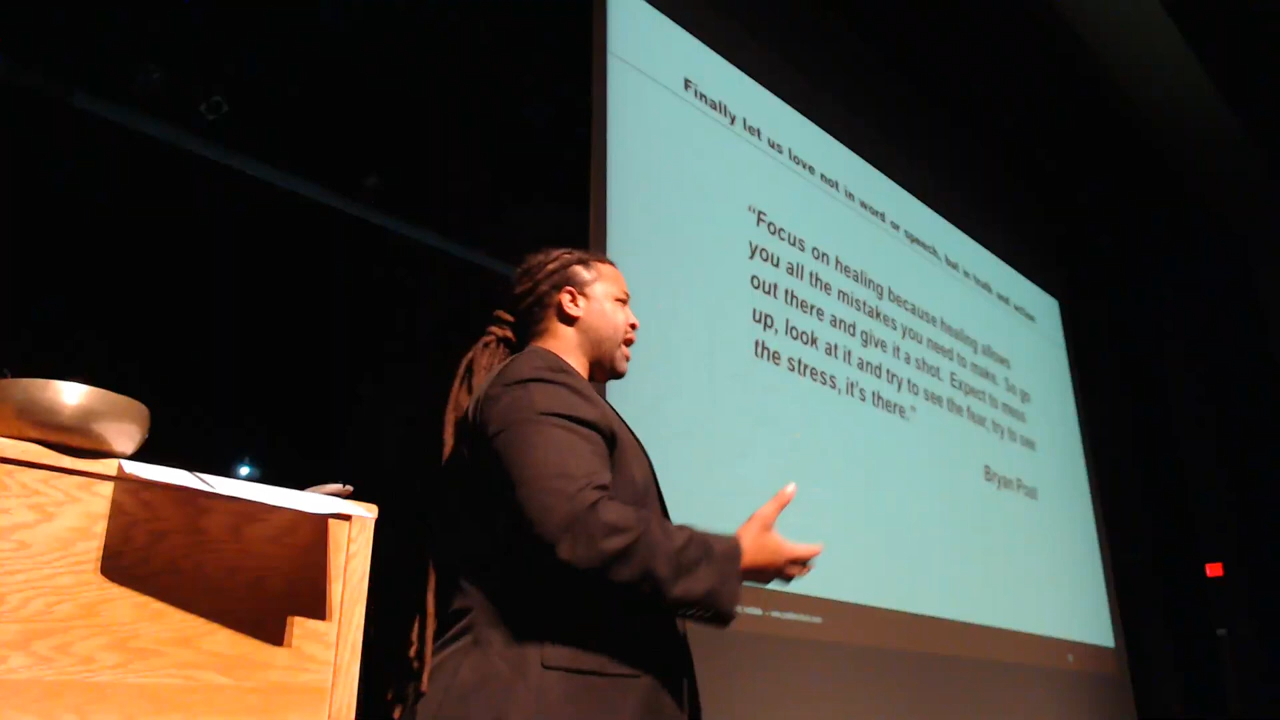 Finally let us love not in word or speech, but in truth and action
“Focus on healing because healing allows
you all the mistakes you need to make. So go
out there and give it a shot. Expect to mess
up, look at it and try to see the fear, try to see
the stress, it’s there.”
Bryan Post